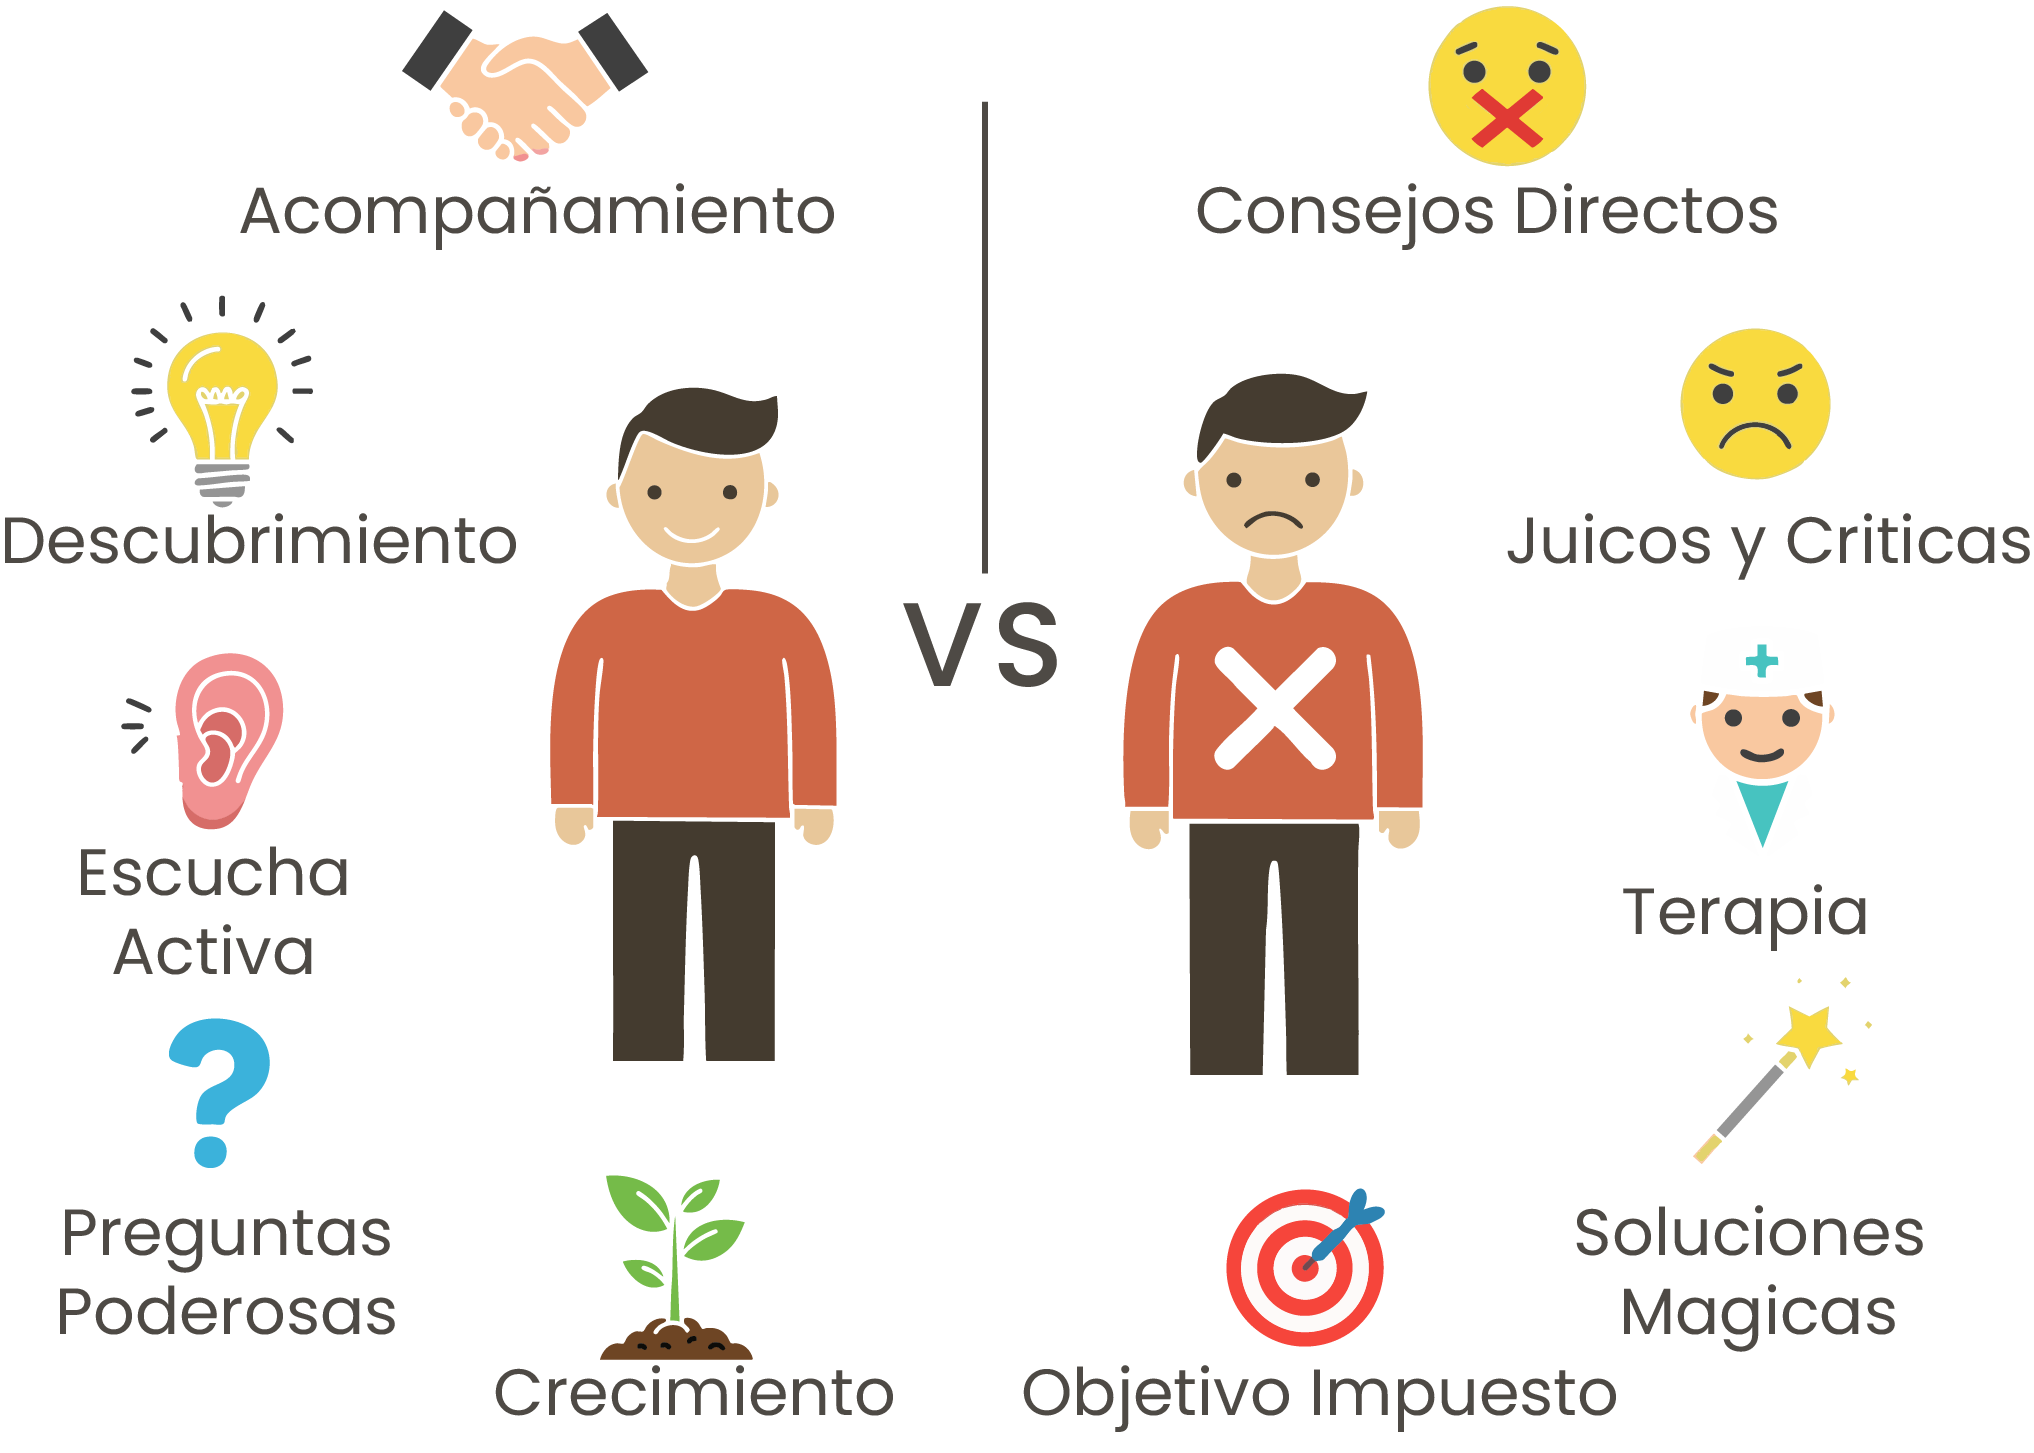 Acompañamiento
Descubrimiento
Escucha
Activa
Preguntas
Poderosas
Crecimiento
VS
Consejos Directos
Juicos y Criticas
Terapia
Soluciones
Magicas
Objetivo Impuesto